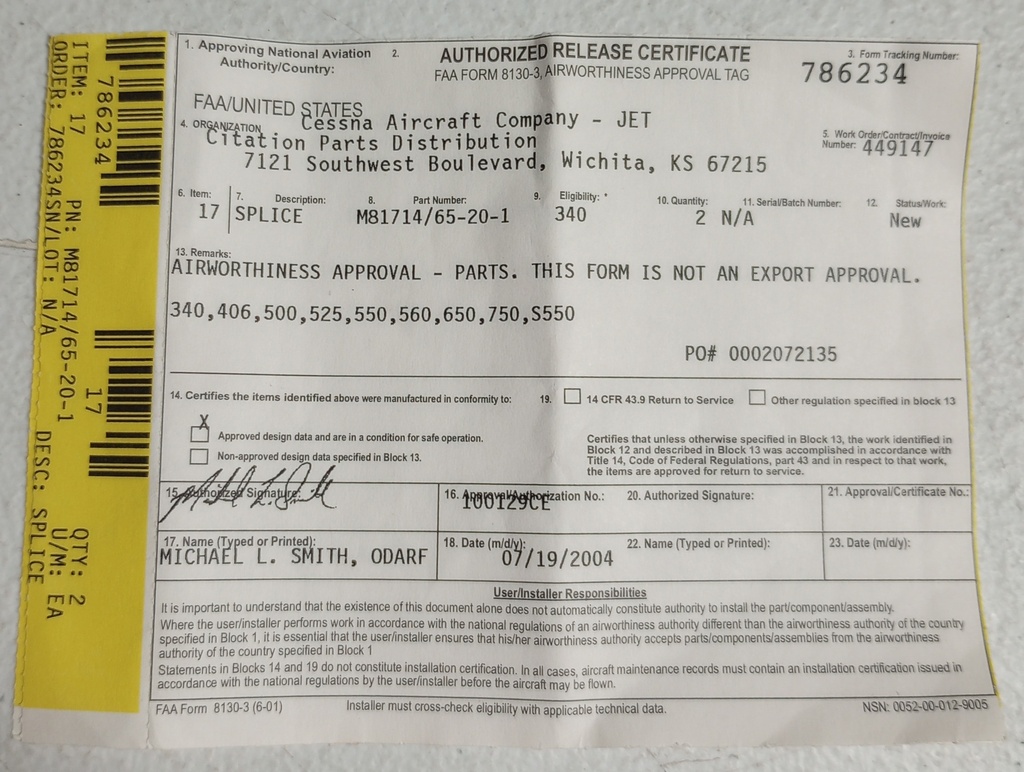 ITEM: 17 PN: M81714/65-20-1 QTY: 2
ORDER: 786234SN/LOT: N/A DESC: SPLICE U/M: EA
786234
17
1. Approving National Aviation
Authority/Country:
FAA/UNITED STATES
2.
AUTHORIZED RELEASE CERTIFICATE
FAA FORM 8130-3, AIRWORTHINESS APPROVAL TAG
3. Form Tracking Number:
786234
4. ORGANIZATION
Cessna Aircraft Company - JET
Citation Parts Distribution
7121 Southwest Boulevard, Wichita, KS 67215
5. Work Order/Contract/Invoice
Number: 449147
6. Item: 7. Description: 8. Part Number: 9. Eligibility: * 10. Quantity: 11. Serial/Batch Number: 12. Status/Work:
17 SPLICE M81714/65-20-1 340 2 N/A New
13. Remarks:
AIRWORTHINESS APPROVAL - PARTS. THIS FORM IS NOT AN EXPORT APPROVAL.
340,406,500,525,550,560,650,750,S550
PO# 0002072135
14. Certifies the items identified above were manufactured in conformity to:
X
Approved design data and are in a condition for safe operation.
Non-approved design data specified in Block 13.
19. 14 CFR 43.9 Return to Service Other regulation specified in block 13
Certifies that unless otherwise specified in Block 13, the work identified in
Block 12 and described in Block 13 was accomplished in accordance with
Title 14, Code of Federal Regulations, part 43 and in respect to that work,
the items are approved for return to service.
15. Authorized Signature:
16. Approval/Authorization No.:
100129CE
20. Authorized Signature:
21. Approval/Certificate No.:
17. Name (Typed or Printed):
MICHAEL L. SMITH, ODARF
18. Date (m/d/y):
07/19/2004
22. Name (Typed or Printed):
23. Date (m/d/y):
User/Installer Responsibilities
It is important to understand that the existence of this document alone does not automatically constitute authority to install the part/component/assembly.
Where the user/installer performs work in accordance with the national regulations of an airworthiness authority different than the airworthiness authority of the country
specified in Block 1, it is essential that the user/installer ensures that his/her airworthiness authority accepts parts/components/assemblies from the airworthiness
authority of the country specified in Block 1
Statements in Blocks 14 and 19 do not constitute installation certification. In all cases, aircraft maintenance records must contain an installation certification issued in
accordance with the national regulations by the user/installer before the aircraft may be flown.
FAA Form 8130-3 (6-01)
Installer must cross-check eligibility with applicable technical data.
NSN: 0052-00-012-9005